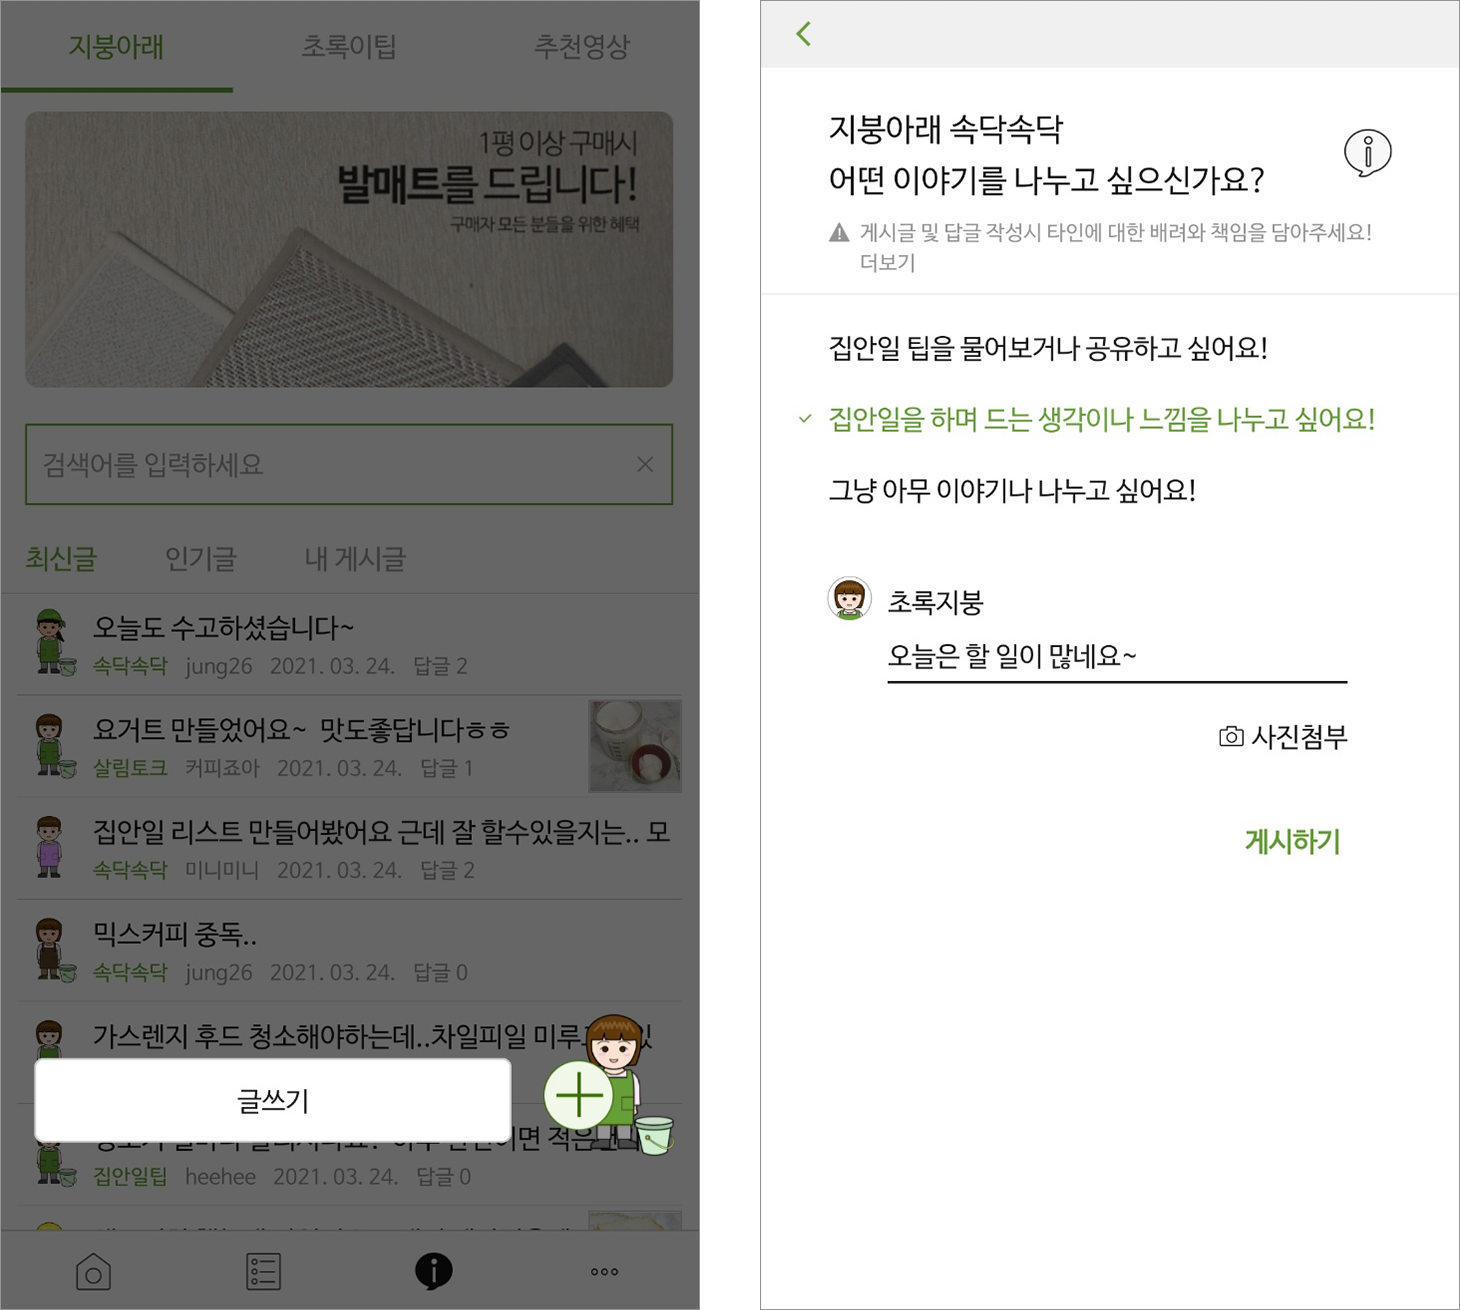 지붕아래 초록이팁 추천영상
1평 이상 구매시
발매트를 드립니다!
구매자 모든 분들을 위한 혜택
검색어를 입력하세요
최신글 인기글 내 게시글
오늘도 수고하셨습니다~
속닥속닥 jung26 2021. 03. 24. 답글 2
요거트 만들었어요~ 맛도좋답니다ㅎㅎ
살림토크 커피죠아 2021. 03. 24. 답글 1
집안일 리스트 만들어봤어요 근데 잘 할수있을지는.. 모
속닥속닥 미니미니 2021. 03. 24. 답글 2
믹스커피 중독..
속닥속닥 jung26 2021. 03. 24. 답글 0
가스렌지 후드 청소해야하는데..차일피일 미루
글쓰기
집안일팁 heehee 2021. 03. 24. 답글 0
지붕아래 속닥속닥
어떤 이야기를 나누고 싶으신가요?
게시글 및 답글 작성시 타인에 대한 배려와 책임을 담아주세요!
더보기
집안일 팁을 물어보거나 공유하고 싶어요!
집안일을 하며 드는 생각이나 느낌을 나누고 싶어요!
그냥 아무 이야기나 나누고 싶어요!
초록지붕
오늘은 할 일이 많네요~
사진첨부
게시하기